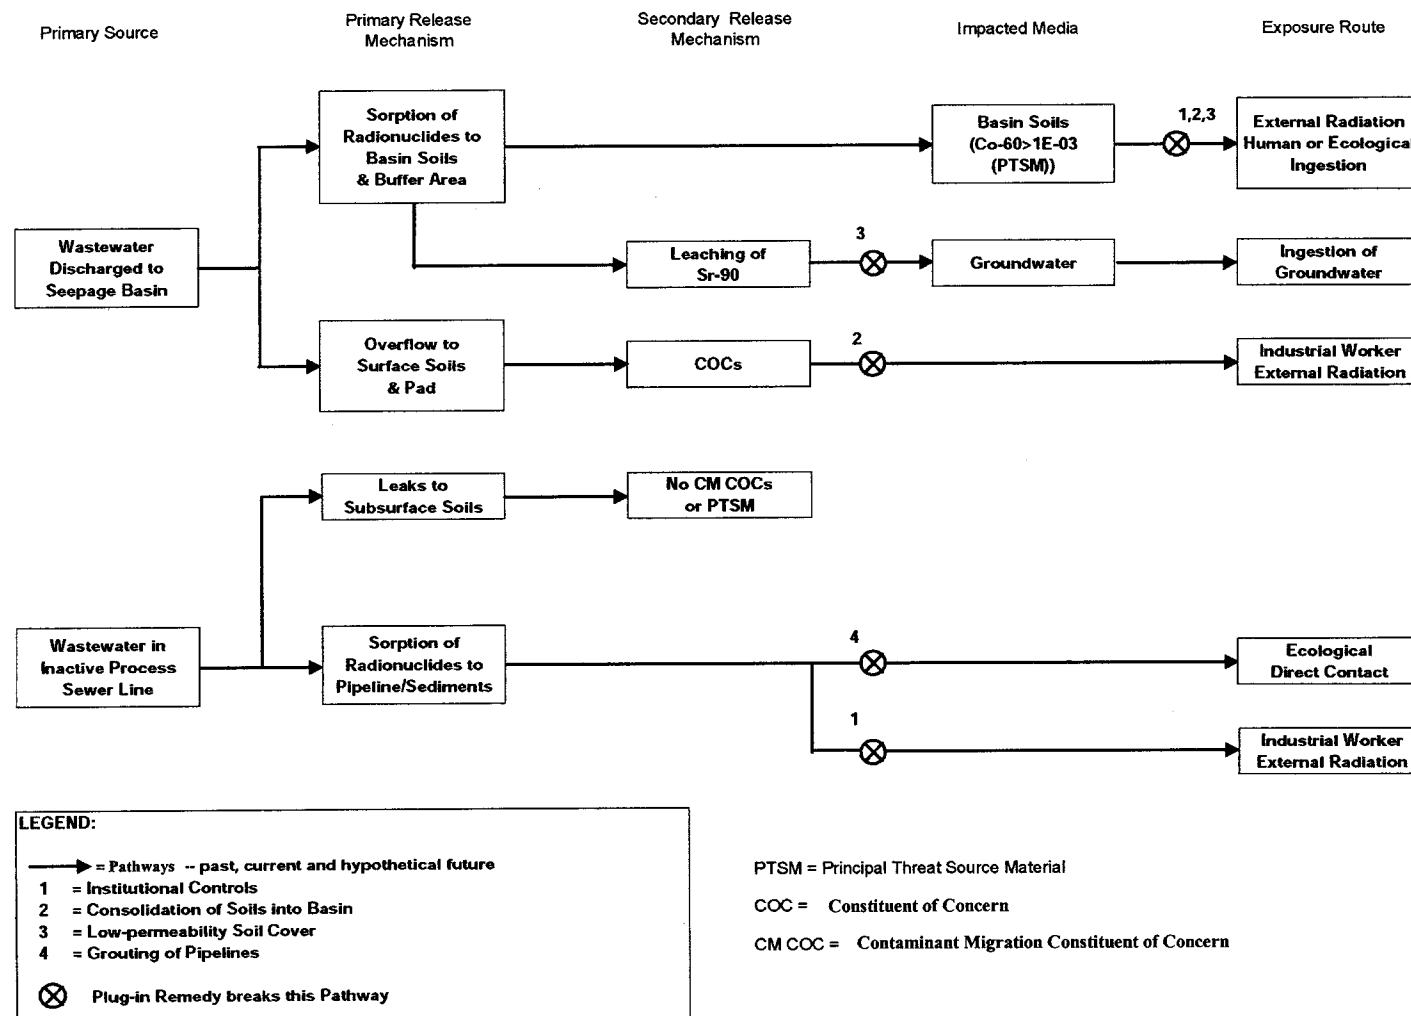 Primary Source
Primary Release
Mechanism
Secondary Release
Mechanism
Impacted Media
Exposure Route
Sorption of
Radionuclides to
Basin Soils
& Buffer Area
Basin Soils
(Co-60>1E-03
(PTSM))
1,2,3
External Radiation
Human or Ecological
Ingestion
Wastewater
Discharged to
Seepage Basin
Leaching of
Sr-90
3
Groundwater
Ingestion of
Groundwater
Overflow to
Surface Soils
& Pad
COCs
2
Industrial Worker
External Radiation
Leaks to
Subsurface Soils
No CM COCs
or PTSM
Wastewater in
Inactive Process
Sewer Line
Sorption of
Radionuclides to
Pipeline/Sediments
4
Ecological
Direct Contact
1
Industrial Worker
External Radiation
LEGEND:
= Pathways -- past, current and hypothetical future
1 = Institutional Controls
2 = Consolidation of Soils into Basin
3 = Low-permeability Soil Cover
4 = Grouting of Pipelines
Plug-in Remedy breaks this Pathway
PTSM = Principal Threat Source Material
COC = Constituent of Concern
CM COC = Contaminant Migration Constituent of Concern